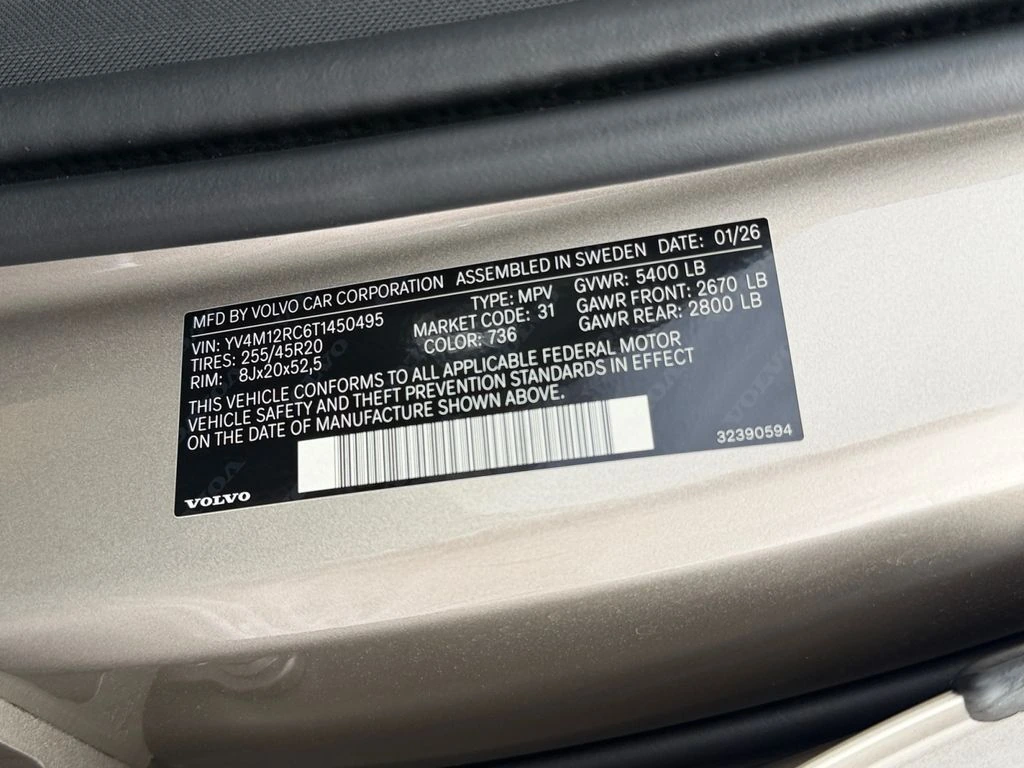 MFD BY VOLVO CAR CORPORATION ASSEMBLED IN SWEDEN DATE: 01/26
VIN: YV4M12RC6T1450495 TYPE: MPV GVWR: 5400 LB
TIRES: 255/45R20 MARKET CODE: 31 GAWR FRONT: 2670 LB
RIM: 8Jx20x52,5 COLOR: 736 GAWR REAR: 2800 LB
THIS VEHICLE CONFORMS TO ALL APPLICABLE FEDERAL MOTOR
VEHICLE SAFETY AND THEFT PREVENTION STANDARDS IN EFFECT
ON THE DATE OF MANUFACTURE SHOWN ABOVE.
32390594
VOLVO